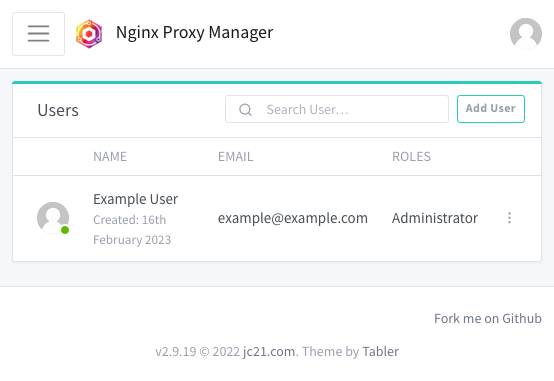 Nginx Proxy Manager
Users
Search User...
Add User
NAME EMAIL ROLES
Example User
Created: 16th
February 2023
example@example.com
Administrator
Fork me on Github
v2.9.19 © 2022 jc21.com. Theme by Tabler